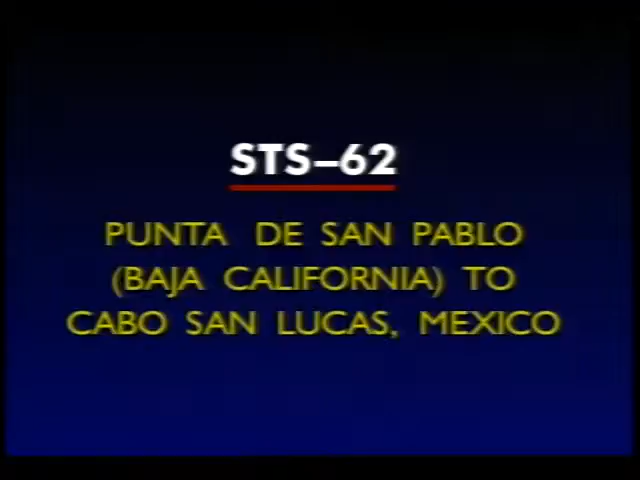 STS-62
PUNTA DE SAN PABLO
(BAJA CALIFORNIA) TO
CABO SAN LUCAS, MEXICO